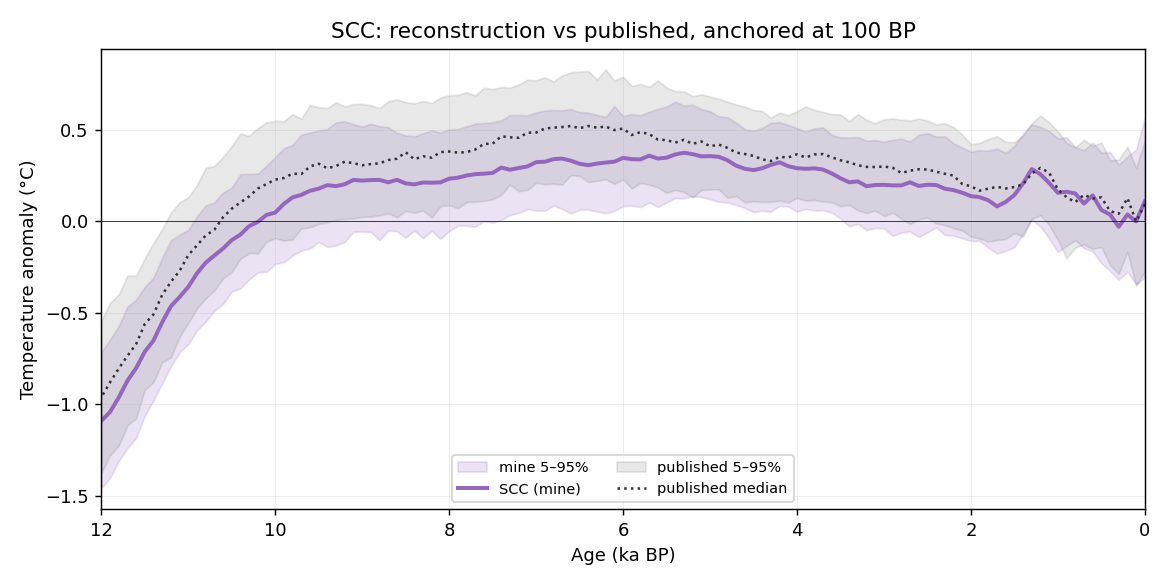 SCC: reconstruction vs published, anchored at 100 BP
Temperature anomaly (°C)
0.5
0.0
−0.5
−1.0
−1.5
mine 5–95%
published 5–95%
SCC (mine)
published median
12
10
8
6
4
2
0
Age (ka BP)